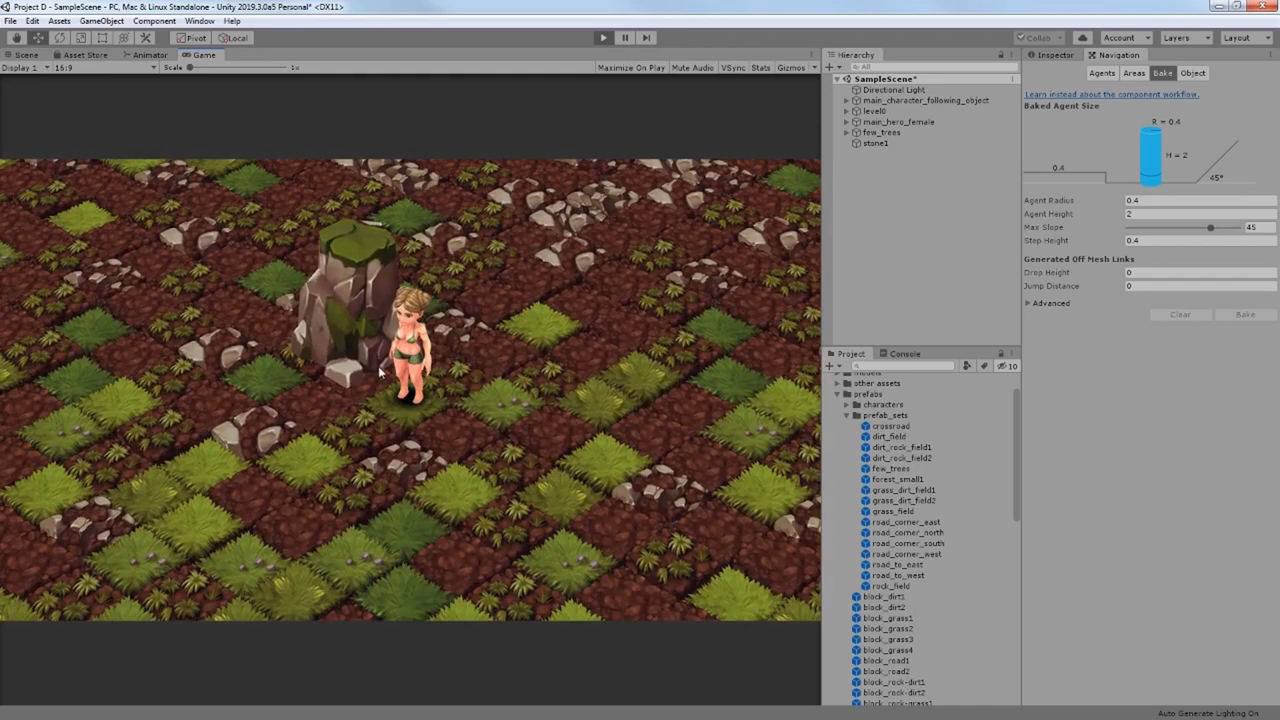 Project D - SampleScene - PC, Mac & Linux Standalone - Unity 2019.3.0a5 Personal* <DX11>
File Edit Assets GameObject Component Window Help
Pivot Local Collab Account Layers Layout
Scene Asset Store Animator Game
Display 1 16:9 Scale 1x Maximize On Play Mute Audio VSync Stats Gizmos
Hierarchy
All
SampleScene*
Directional Light
main_character_following_object
level0
main_hero_female
few_trees
stone1
Project Console
10
models
other assets
prefabs
characters
prefab_sets
crossroad
dirt_field
dirt_rock_field1
dirt_rock_field2
few_trees
forest_small1
grass_dirt_field1
grass_dirt_field2
grass_field
road_corner_east
road_corner_north
road_corner_south
road_corner_west
road_to_east
road_to_west
rock_field
block_dirt1
block_dirt2
block_grass1
block_grass2
block_grass3
block_grass4
block_road1
block_road2
block_rock-dirt1
block_rock-dirt2
block_rock-grass1
Inspector Navigation
Agents Areas Bake Object
Learn instead about the component workflow.
Baked Agent Size
R = 0.4
H = 2
0.4
45°
Agent Radius 0.4
Agent Height 2
Max Slope 45
Step Height 0.4
Generated Off Mesh Links
Drop Height 0
Jump Distance 0
Advanced
Clear Bake
Auto Generate Lighting On